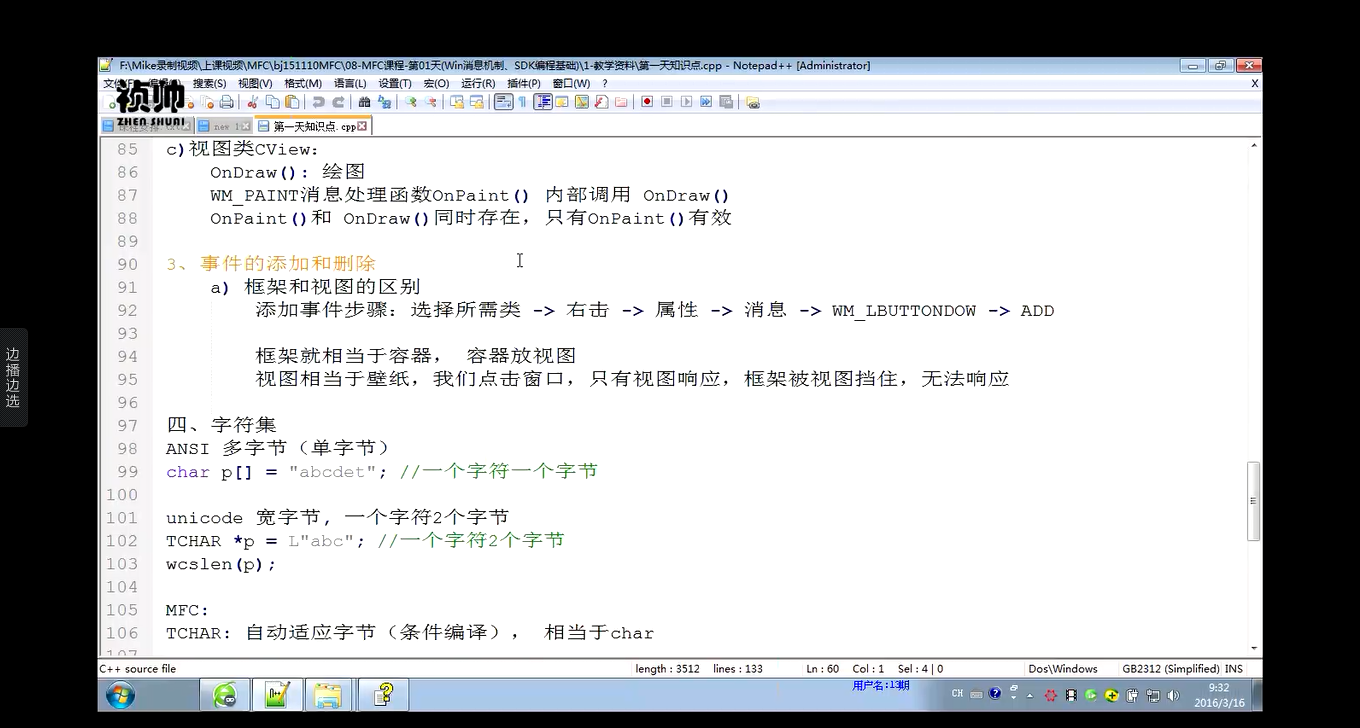 F:\Mike录制视频\上课视频\MFC\bj151110MFC\08-MFC课程-第01天(Win消息机制、SDK编程基础)\1-教学资料\第一天知识点.cpp - Notepad++ [Administrator]
搜索(S) 视图(V) 格式(M) 语言(L) 设置(T) 宏(O) 运行(R) 插件(P) 窗口(W) ? X
祯帅
ZHEN SHUAI
new 1 第一天知识点.cpp
85 c)视图类CView:
86 OnDraw(): 绘图
87 WM_PAINT消息处理函数OnPaint() 内部调用 OnDraw()
88 OnPaint()和 OnDraw()同时存在，只有OnPaint()有效
89
90 3、事件的添加和删除
91 a) 框架和视图的区别
92 添加事件步骤：选择所需类 -> 右击 -> 属性 -> 消息 -> WM_LBUTTONDOW -> ADD
93
94 框架就相当于容器， 容器放视图
95 视图相当于壁纸，我们点击窗口，只有视图响应，框架被视图挡住，无法响应
96
97 四、字符集
98 ANSI 多字节（单字节）
99 char p[] = "abcdet"; //一个字符一个字节
100
101 unicode 宽字节, 一个字符2个字节
102 TCHAR *p = L"abc"; //一个字符2个字节
103 wcslen(p);
104
105 MFC:
106 TCHAR: 自动适应字节（条件编译）， 相当于char
107
边播边选
C++ source file length : 3512 lines : 133 Ln : 60 Col : 1 Sel : 4 | 0 Dos\Windows GB2312 (Simplified) INS
用户名:13期
CH 9:32
2016/3/16